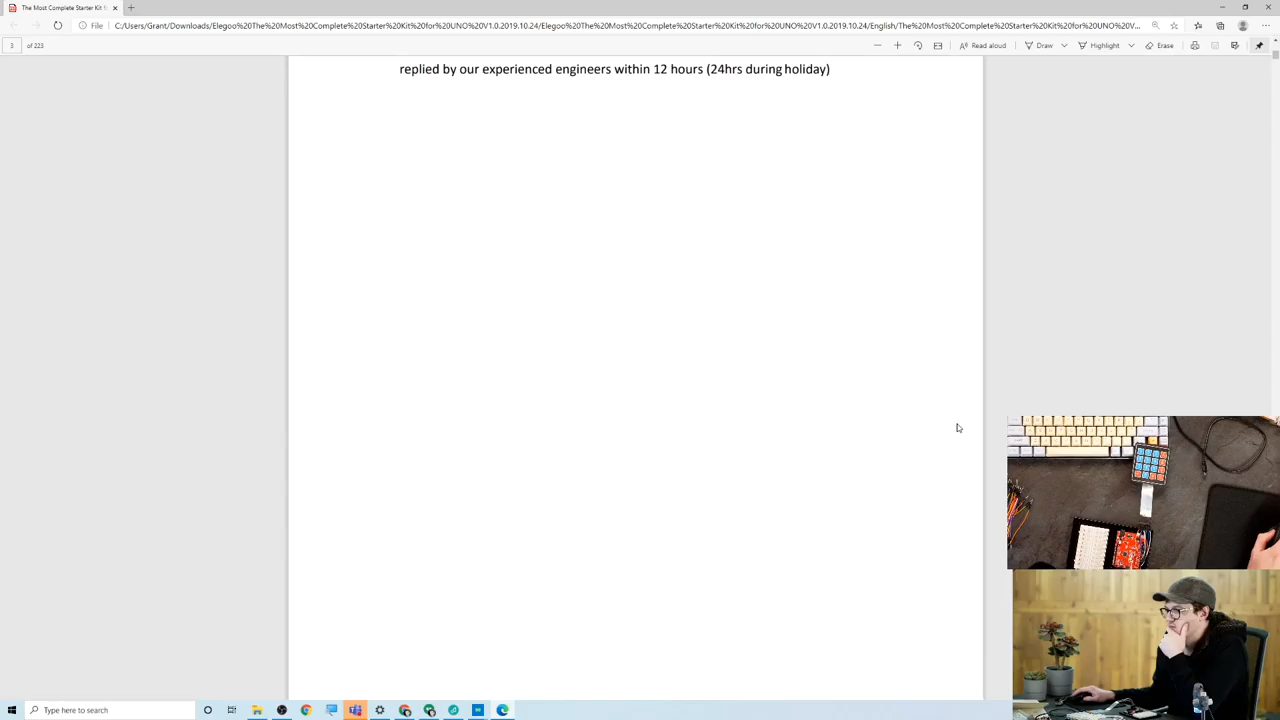 The Most Complete Starter Kit f
File
C:/Users/Grant/Downloads/Elegoo%20The%20Most%20Complete%20Starter%20Kit%20for%20UNO%20V1.0.2019.10.24/Elegoo%20The%20Most%20Complete%20Starter%20Kit%20for%20UNO%20V1.0.2019.10.24/English/The%20Most%20Complete%20Starter%20Kit%20for%20UNO%20V...
3 of 223
Read aloud
Draw
Highlight
Erase
replied by our experienced engineers within 12 hours (24hrs during holiday)
Type here to search